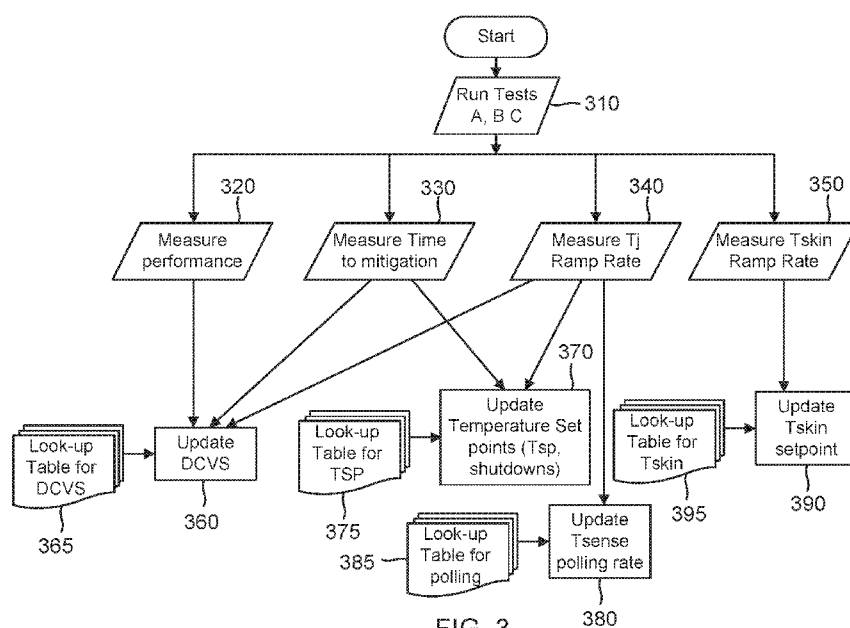 Start
Run Tests
A, B C
310
320
330
340
350
Measure
performance
Measure Time
to mitigation
Measure Tj
Ramp Rate
Measure Tskin
Ramp Rate
370
Look-up
Table for
DCVS
365
Update
DCVS
360
Look-up
Table for
TSP
375
Update
Temperature Set
points (Tsp,
shutdowns)
Look-up
Table for
Tskin
395
Update
Tskin
setpoint
390
385
Look-up
Table for
polling
Update
Tsense
polling rate
380
FIG. 3